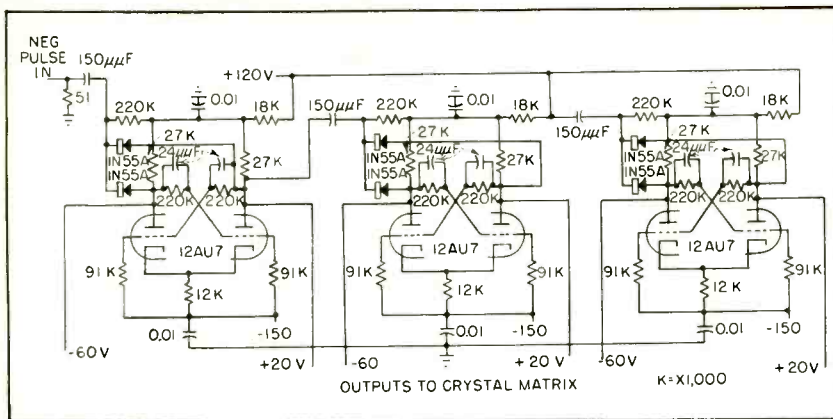 NEG
PULSE
IN
150μμF
51
220K
0.01
+120V
18K
27K
24μμF
27K
1N55A
1N55A
220K
220K
12AU7
91K
91K
12K
0.01
-150
-60V
+20V
150μμF
220K
0.01
18K
27K
24μμF
27K
1N55A
1N55A
220K
220K
12AU7
91K
91K
12K
0.01
-150
-60
+20V
150μμF
220K
0.01
18K
27K
24μμF
27K
1N55A
1N55A
220K
220K
12AU7
91K
91K
12K
0.01
-150
-60V
+20V
OUTPUTS TO CRYSTAL MATRIX
K=X1,000